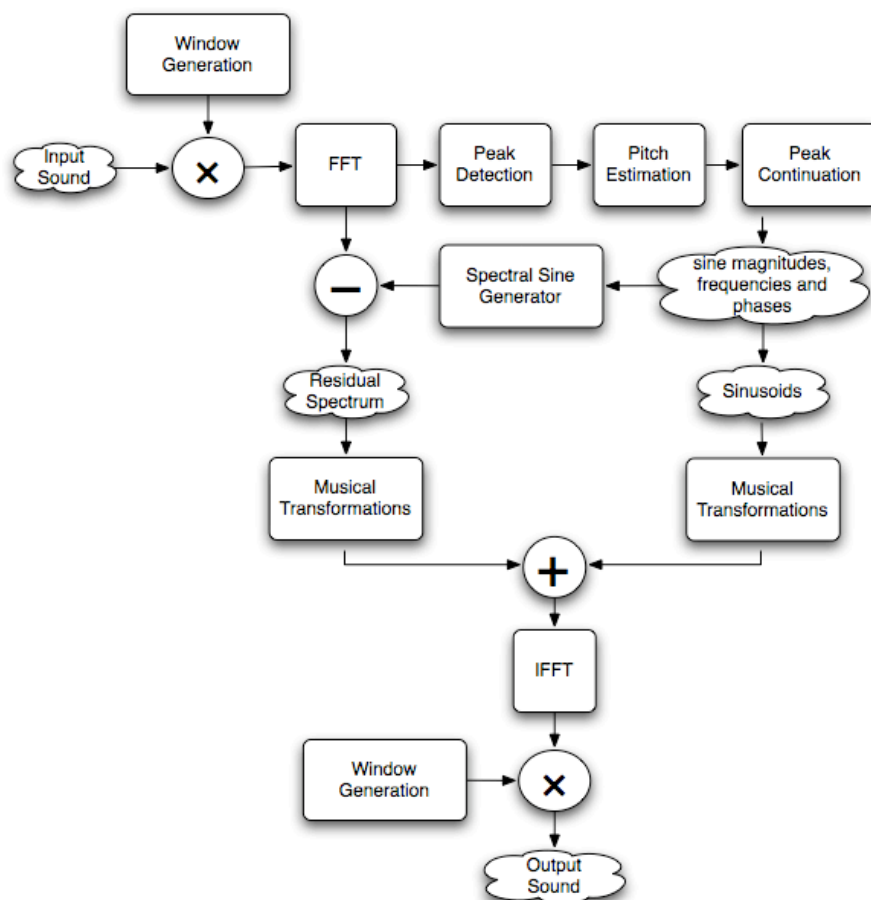 Window
Generation
Input
Sound
×
FFT
Peak
Detection
Pitch
Estimation
Peak
Continuation
−
Spectral Sine
Generator
sine magnitudes,
frequencies and
phases
Residual
Spectrum
Sinusoids
Musical
Transformations
Musical
Transformations
+
IFFT
Window
Generation
×
Output
Sound